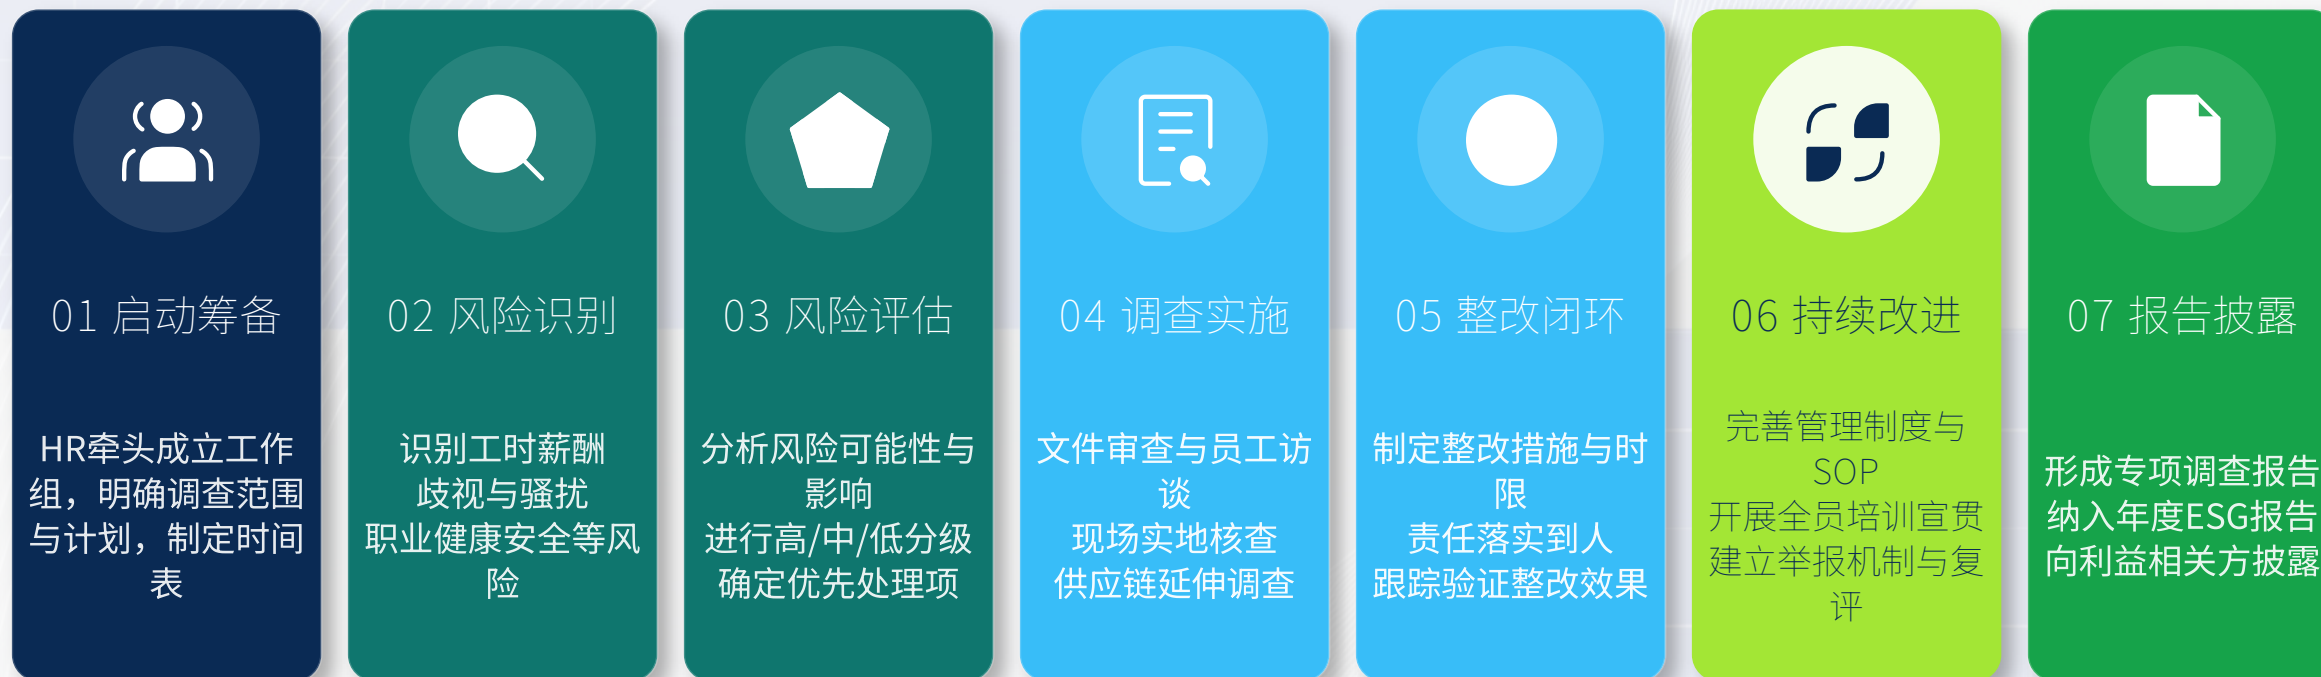 01 启动筹备
HR牵头成立工作
组，明确调查范围
与计划，制定时间
表
02 风险识别
识别工时薪酬
歧视与骚扰
职业健康安全等风
险
03 风险评估
分析风险可能性与
影响
进行高/中/低分级
确定优先处理项
04 调查实施
文件审查与员工访
谈
现场实地核查
供应链延伸调查
05 整改闭环
制定整改措施与时
限
责任落实到人
跟踪验证整改效果
06 持续改进
完善管理制度与
SOP
开展全员培训宣贯
建立举报机制与复
评
07 报告披露
形成专项调查报告
纳入年度ESG报告
向利益相关方披露